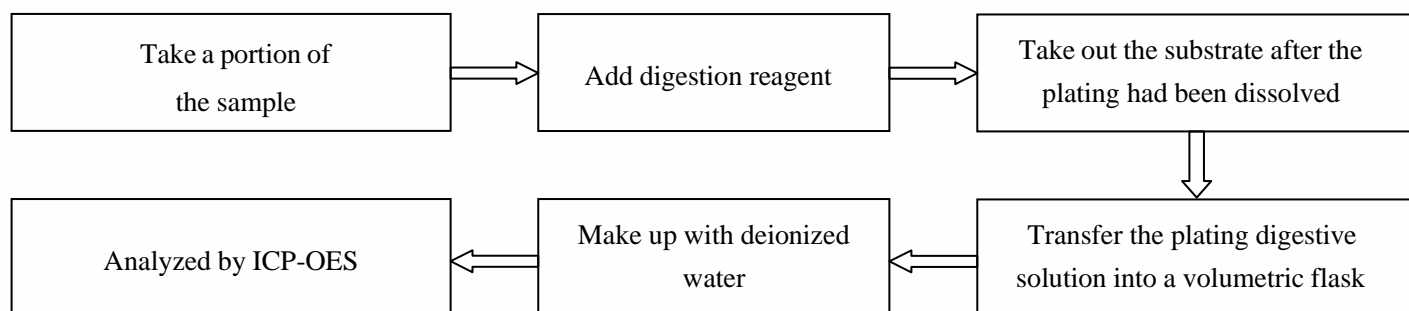 Take a portion of
the sample
Add digestion reagent
Take out the substrate after the
plating had been dissolved
Transfer the plating digestive
solution into a volumetric flask
Make up with deionized
water
Analyzed by ICP-OES